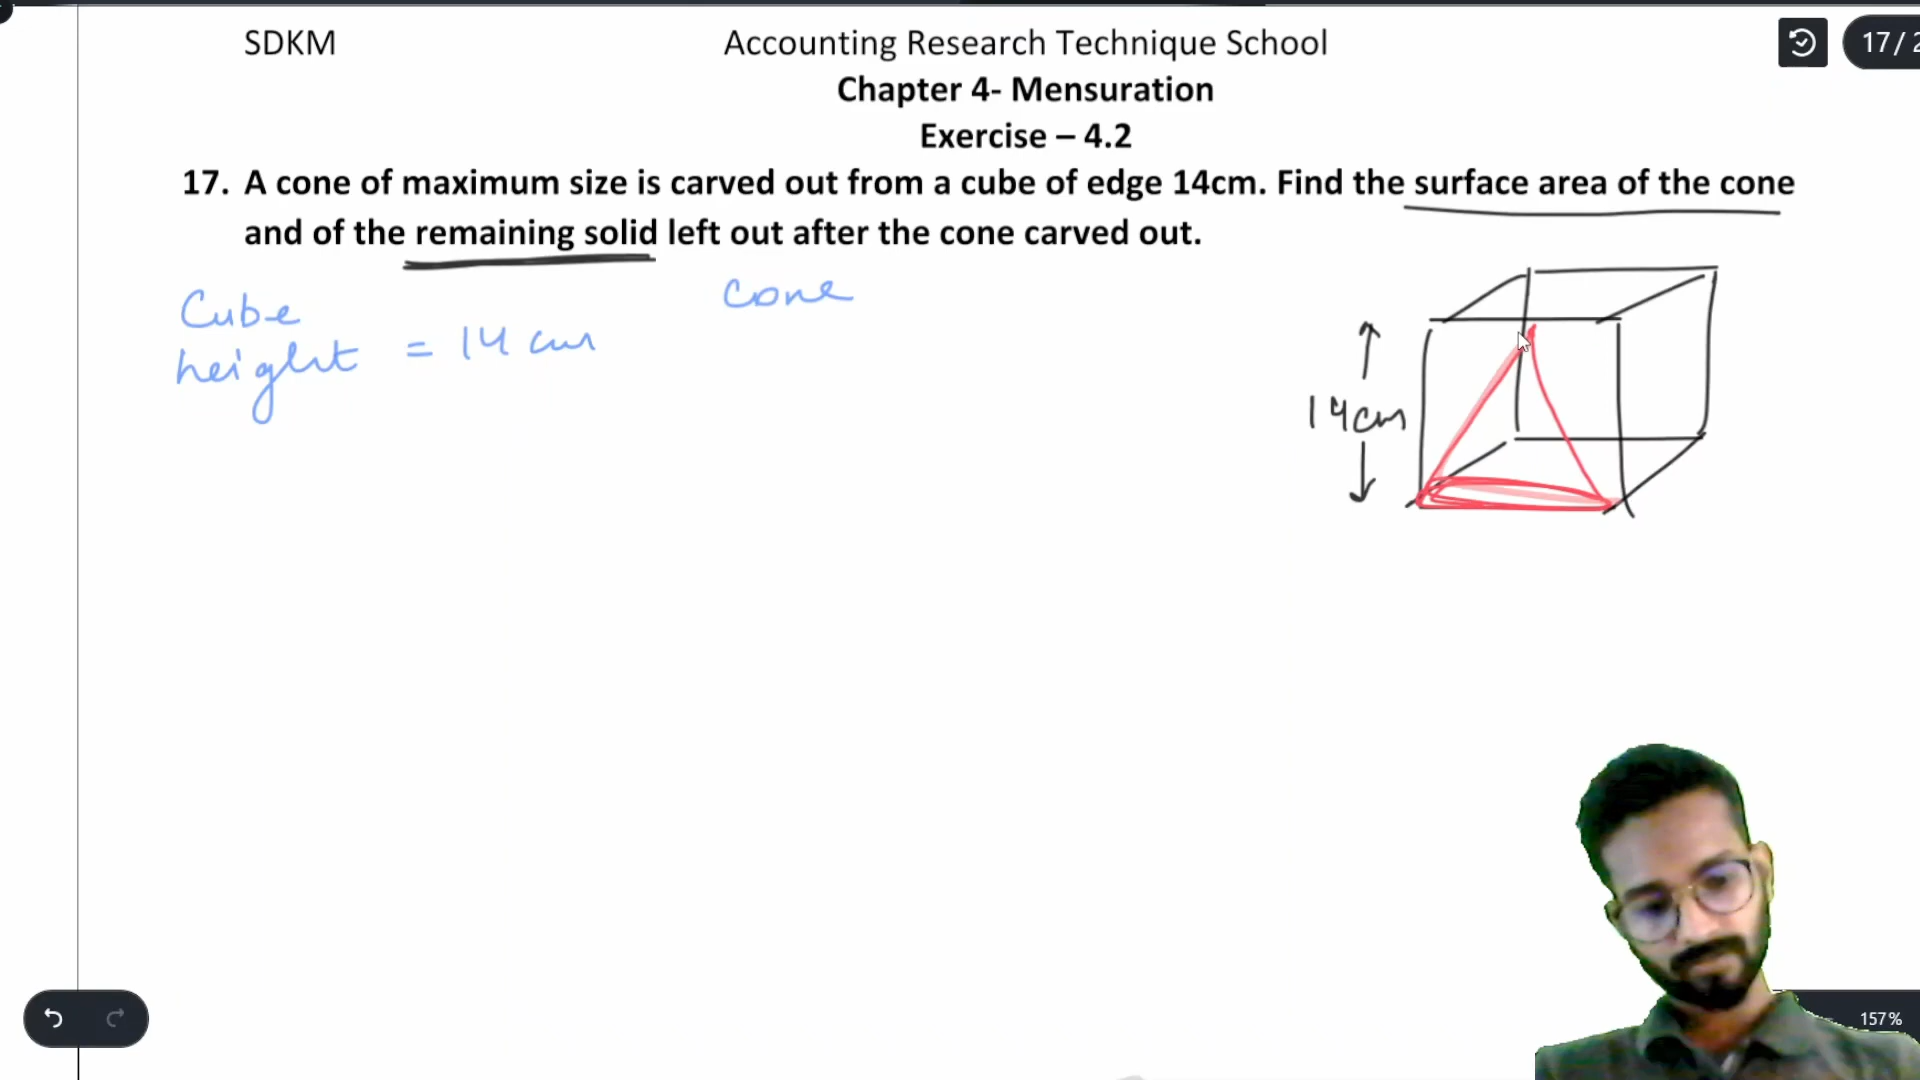 SDKM Accounting Research Technique School 17/2
Chapter 4- Mensuration
Exercise – 4.2
17. A cone of maximum size is carved out from a cube of edge 14cm. Find the surface area of the cone
and of the remaining solid left out after the cone carved out.
Cube
height = 14 cm
Cone
14cm
157%